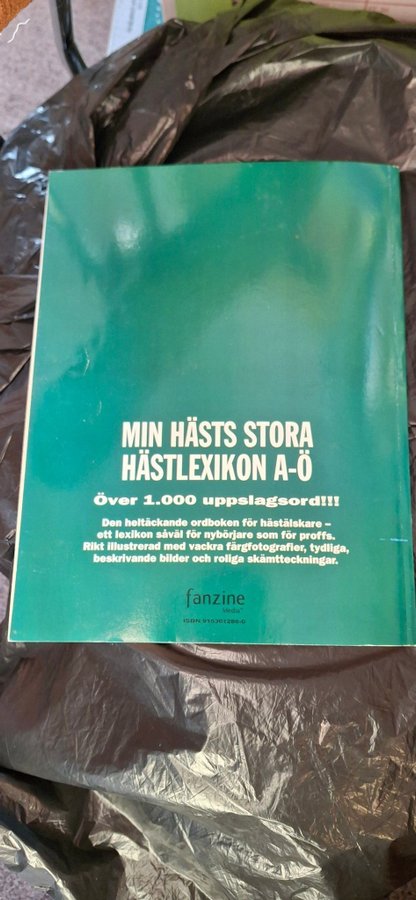 MIN HÄSTS STORA
HÄSTLEXIKON A-Ö
Över 1.000 uppslagsord!!!
Den heltäckande ordboken för hästälskare –
ett lexikon såväl för nybörjare som för proffs.
Rikt illustrerad med vackra färgfotografier, tydliga,
beskrivande bilder och roliga skämtteckningar.
fanzine
Media